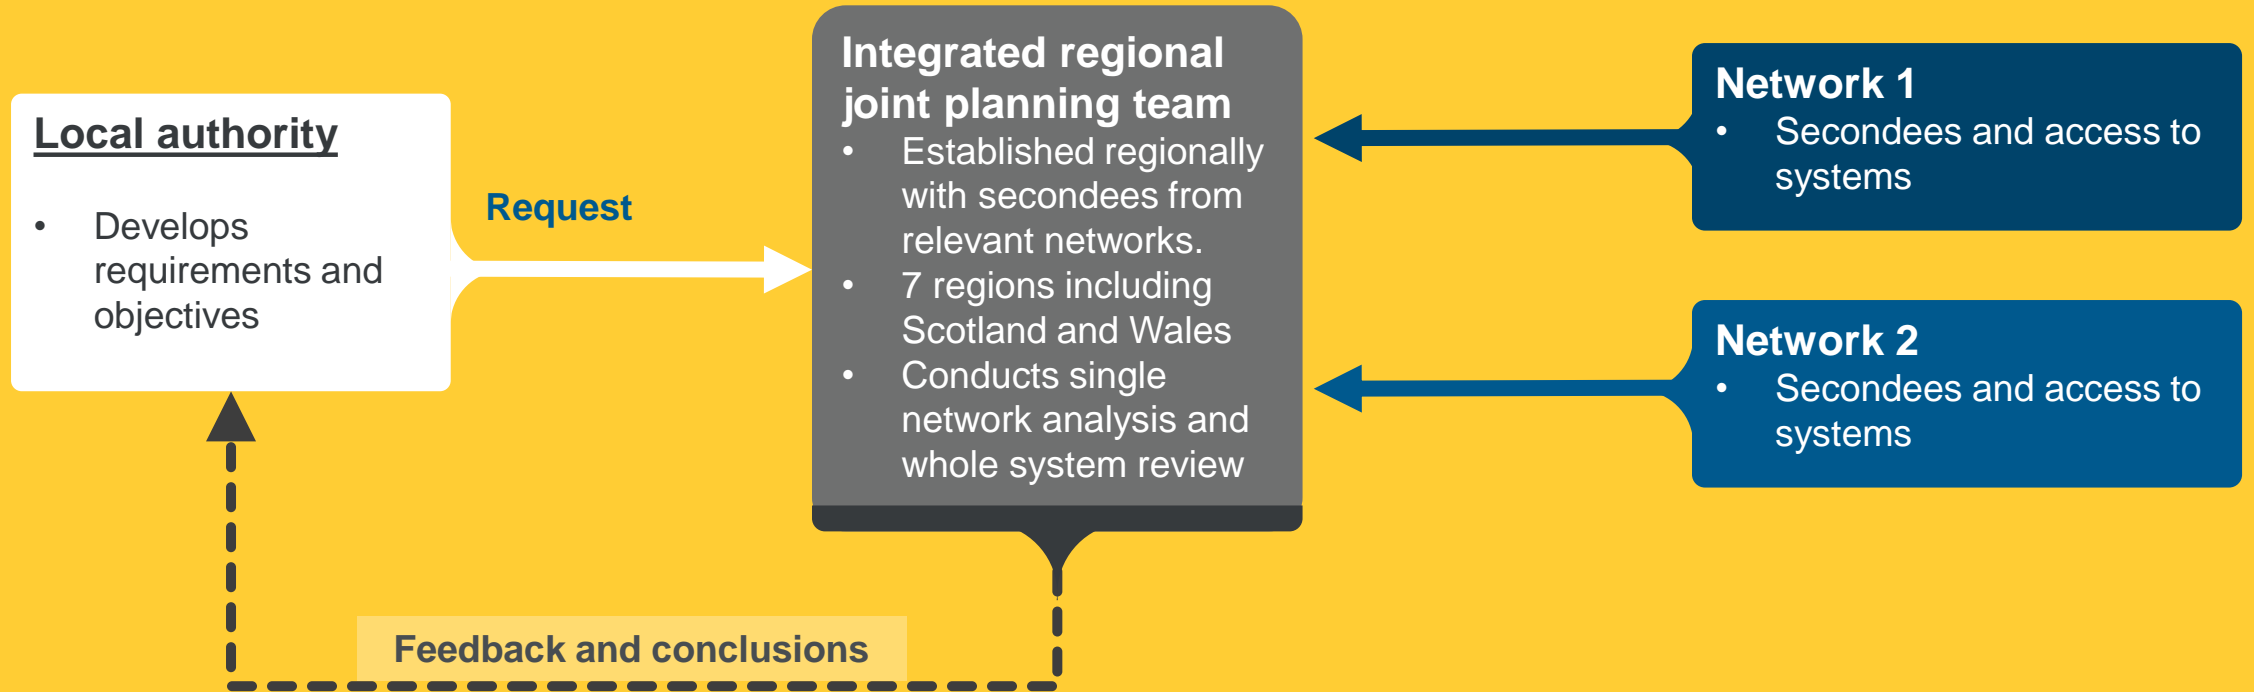 Local authority
• Develops
requirements and
objectives
Request
Integrated regional
joint planning team
• Established regionally
with secondees from
relevant networks.
• 7 regions including
Scotland and Wales
• Conducts single
network analysis and
whole system review
Network 1
• Secondees and access to
systems
Network 2
• Secondees and access to
systems
Feedback and conclusions